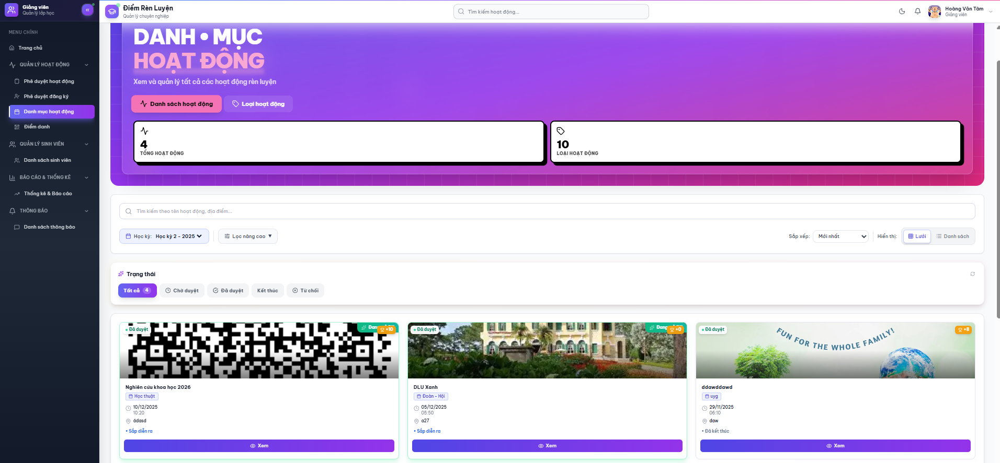 Giảng viên
Quản lý lớp học
«
MENU CHÍNH
Trang chủ
QUẢN LÝ HOẠT ĐỘNG
Phê duyệt hoạt động
Phê duyệt đăng ký
Danh mục hoạt động
Điểm danh
QUẢN LÝ SINH VIÊN
Danh sách sinh viên
BÁO CÁO & THỐNG KÊ
Thống kê & Báo cáo
THÔNG BÁO
Danh sách thông báo
Điểm Rèn Luyện
Quản lý chuyên nghiệp
Tìm kiếm hoạt động...
Hoàng Văn Tâm
Giảng viên
DANH • MỤC
HOẠT ĐỘNG
Xem và quản lý tất cả các hoạt động rèn luyện
Danh sách hoạt động
Loại hoạt động
4
TỔNG HOẠT ĐỘNG
10
LOẠI HOẠT ĐỘNG
Tìm kiếm theo tên hoạt động, địa điểm...
Học kỳ: Học kỳ 2 - 2025
Lọc nâng cao ▼
Sắp xếp: Mới nhất
Hiển thị: Lưới Danh sách
Trạng thái
Tất cả 4
Chờ duyệt
Đã duyệt
Kết thúc
Từ chối
Đã duyệt
Đang
+10
Nghiên cứu khoa học 2026
Học thuật
10/12/2025
10:20
ádasd
• Sắp diễn ra
Xem
Đã duyệt
Đang
+0
DLU Xanh
Đoàn - Hội
05/12/2025
05:50
a27
• Sắp diễn ra
Xem
Đã duyệt
+8
FUN FOR THE WHOLE FAMILY!
ddawddawd
uyg
29/11/2025
06:10
daw
• Đã kết thúc
Xem